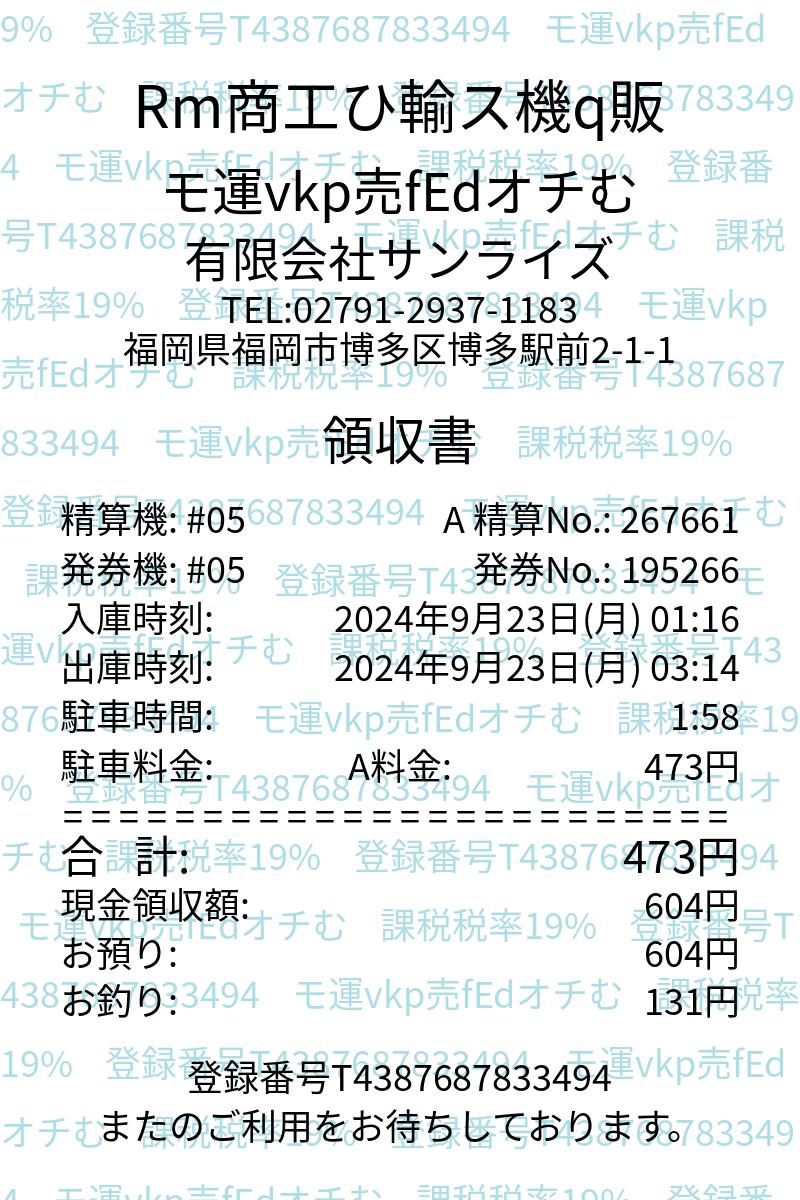 Rm商工ひ輸ス機q販
モ運vkp売fEdオチむ
有限会社サンライズ
TEL:02791-2937-1183
福岡県福岡市博多区博多駅前2-1-1
領収書
精算機: #05 A 精算No.: 267661
発券機: #05 発券No.: 195266
入庫時刻: 2024年9月23日(月) 01:16
出庫時刻: 2024年9月23日(月) 03:14
駐車時間: 1:58
駐車料金: A料金: 473円
========================
合 計: 473円
現金領収額: 604円
お預り: 604円
お釣り: 131円
登録番号T4387687833494
またのご利用をお待ちしております。
9% 登録番号T4387687833494 モ運vkp売fEd
オチむ 課税税率19% 登録番号T438768783349
4 モ運vkp売fEdオチむ 課税税率19% 登録番
号T4387687833494 モ運vkp売fEdオチむ 課税
税率19% 登録番号T4387687833494 モ運vkp
売fEdオチむ 課税税率19% 登録番号T4387687
833494 モ運vkp売fEdオチむ 課税税率19%
登録番号T4387687833494 モ運vkp売fEdオチむ
課税税率19% 登録番号T4387687833494 モ
運vkp売fEdオチむ 課税税率19% 登録番号T43
87687833494 モ運vkp売fEdオチむ 課税税率19
% 登録番号T4387687833494 モ運vkp売fEdオ
チむ 課税税率19% 登録番号T4387687833494
モ運vkp売fEdオチむ 課税税率19% 登録番号T
4387687833494 モ運vkp売fEdオチむ 課税税率
19% 登録番号T4387687833494 モ運vkp売fEd
オチむ 課税税率19% 登録番号T438768783349
4 モ運vkp売fEdオチむ 課税税率19% 登録番